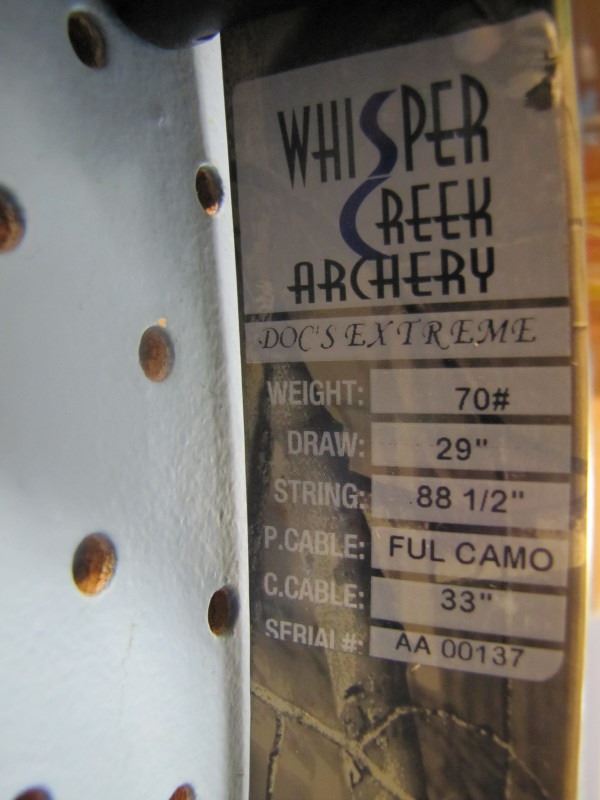 WHISPER
CREEK
ARCHERY
DOC'S EXTREME
WEIGHT: 70#
DRAW: 29"
STRING: 88 1/2"
P.CABLE: FUL CAMO
C.CABLE: 33"
SERIAL#: AA 00137